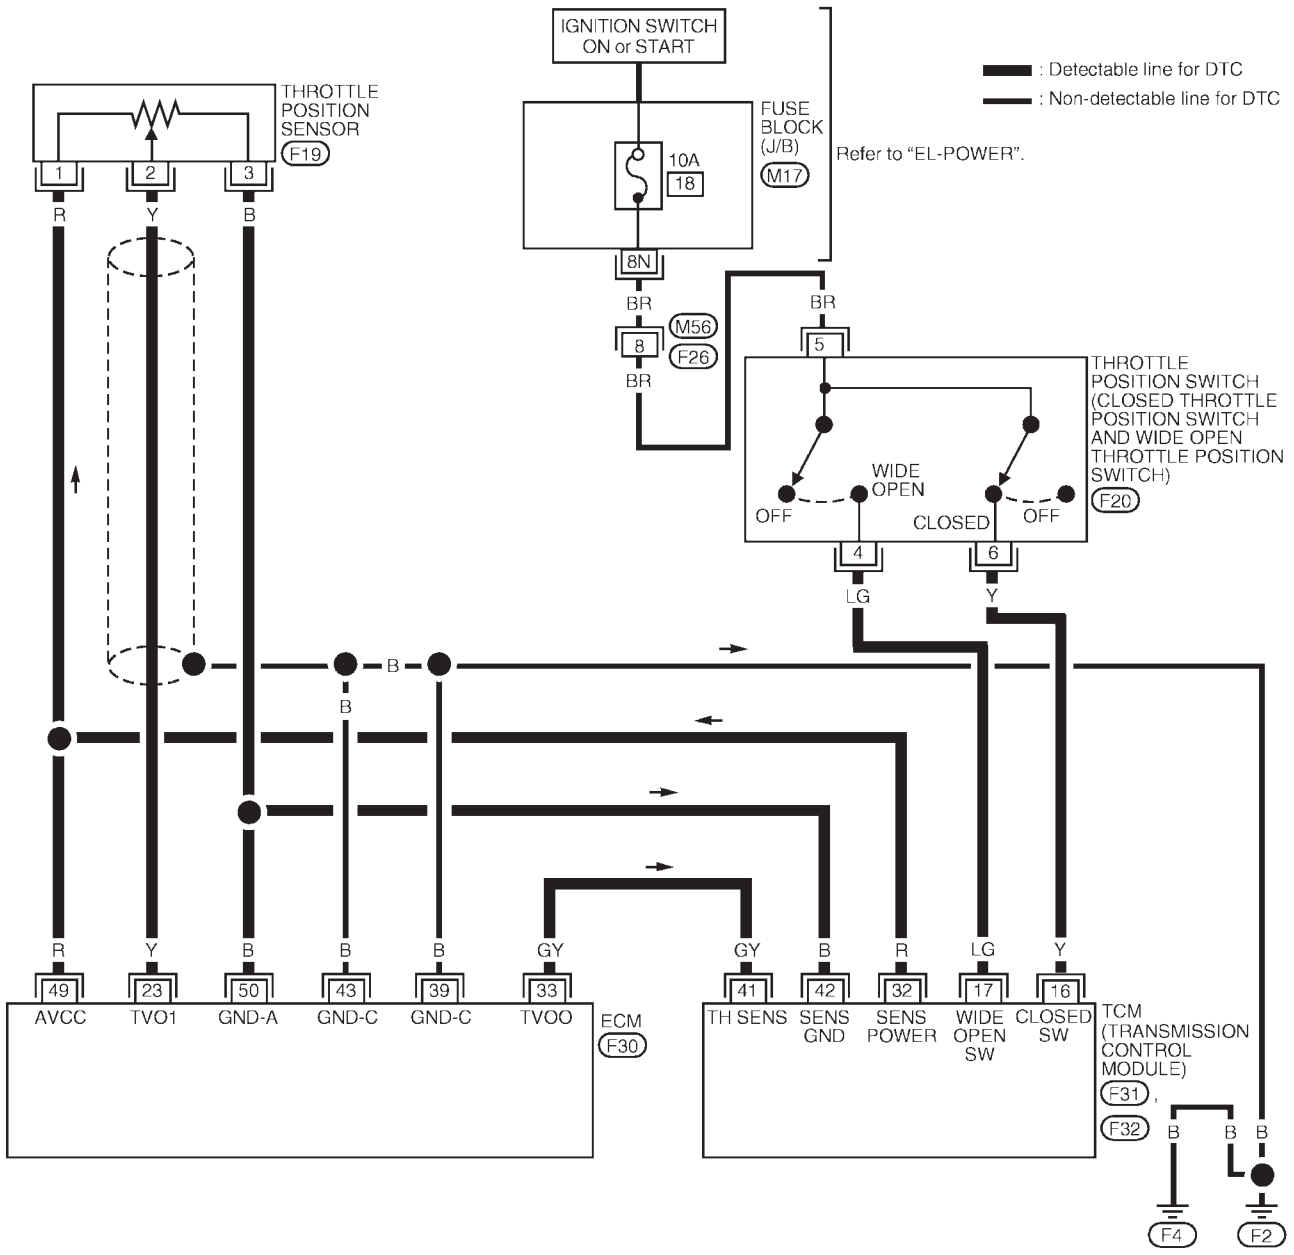 IGNITION SWITCH
ON or START
: Detectable line for DTC
: Non-detectable line for DTC
THROTTLE
POSITION
SENSOR
F19
1
2
3
R
Y
B
FUSE
BLOCK
(J/B)
M17
10A
18
Refer to “EL-POWER”.
8N
BR
M56
8
F26
BR
BR
5
THROTTLE
POSITION SWITCH
(CLOSED THROTTLE
POSITION SWITCH
AND WIDE OPEN
THROTTLE POSITION
SWITCH)
F20
WIDE
OPEN
OFF
CLOSED
OFF
4
6
LG
Y
B
B
R
Y
B
B
B
GY
GY
B
R
LG
Y
49
23
50
43
39
33
41
42
32
17
16
AVCC
TVO1
GND-A
GND-C
GND-C
TVOO
ECM
F30
TH SENS
SENS
GND
SENS
POWER
WIDE
OPEN
SW
CLOSED
SW
TCM
(TRANSMISSION
CONTROL
MODULE)
F31 ,
F32
B
B
B
F4
F2